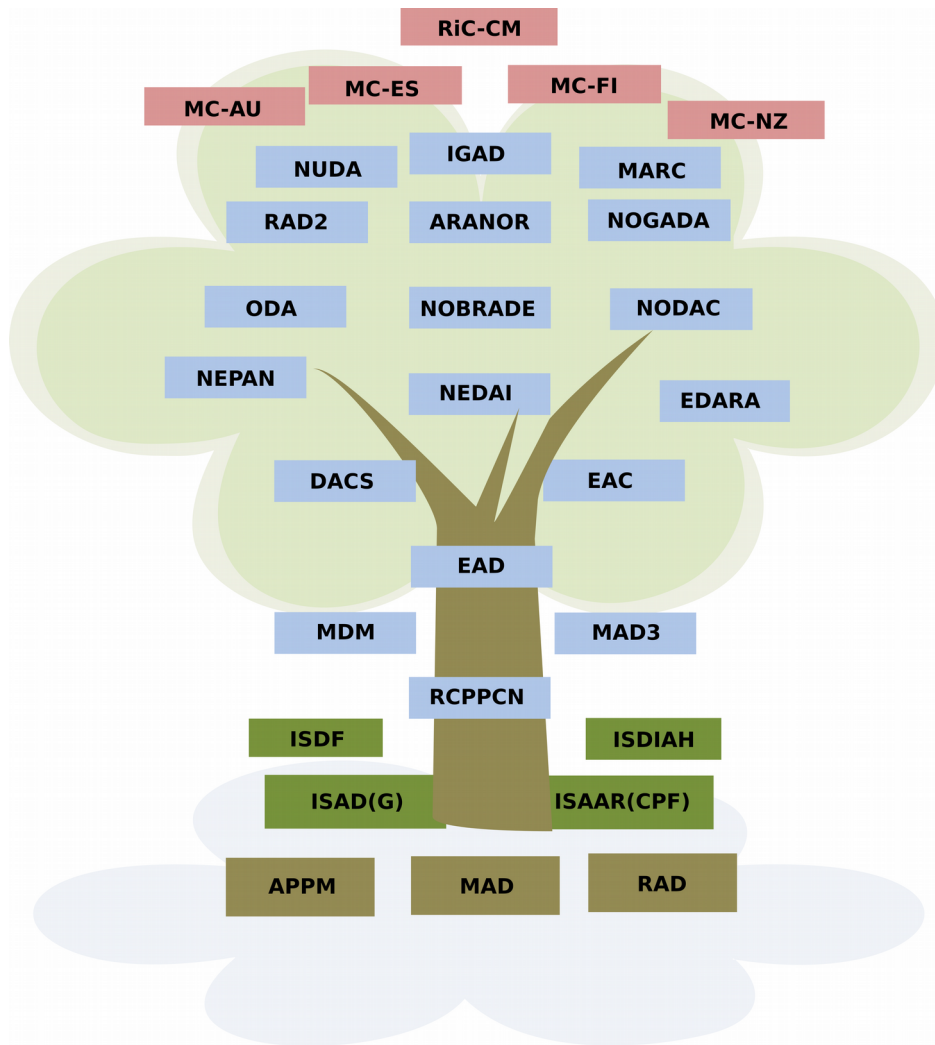 RiC-CM
MC-ES
MC-FI
MC-AU
MC-NZ
IGAD
NUDA
MARC
RAD2
ARANOR
NOGADA
ODA
NOBRADE
NODAC
NEPAN
NEDAI
EDARA
DACS
EAC
EAD
MDM
MAD3
RCPPCN
ISDF
ISDIAH
ISAD(G)
ISAAR(CPF)
APPM
MAD
RAD